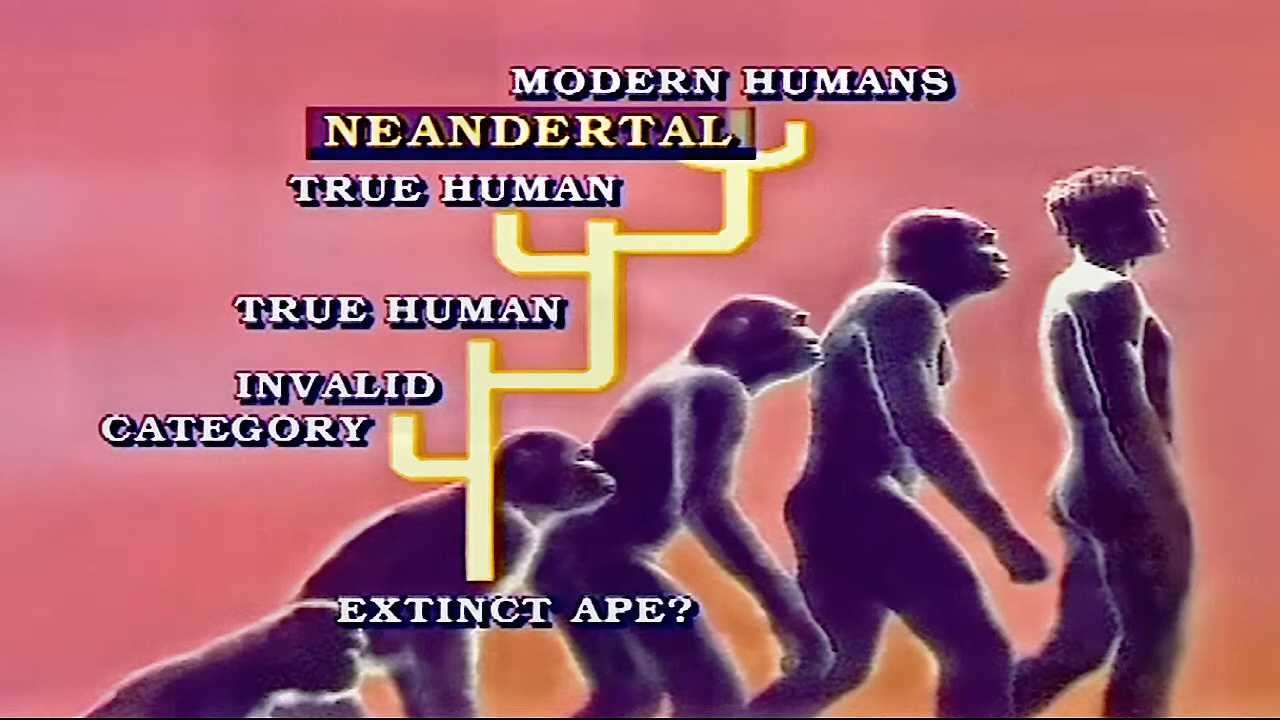 MODERN HUMANS
NEANDERTAL
TRUE HUMAN
TRUE HUMAN
INVALID
CATEGORY
EXTINCT APE?